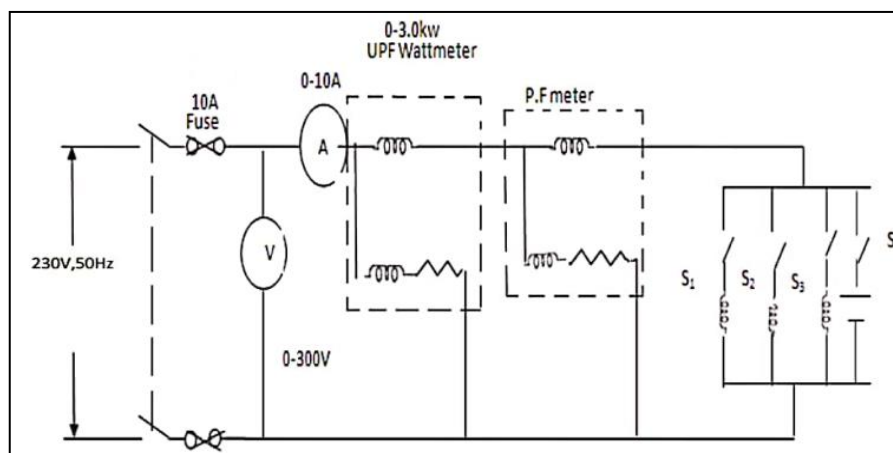 0-3.0kw
UPF Wattmeter
0-10A
10A
Fuse
P.F meter
A
V
230V,50Hz
S
S₁
S₂
S₃
0-300V